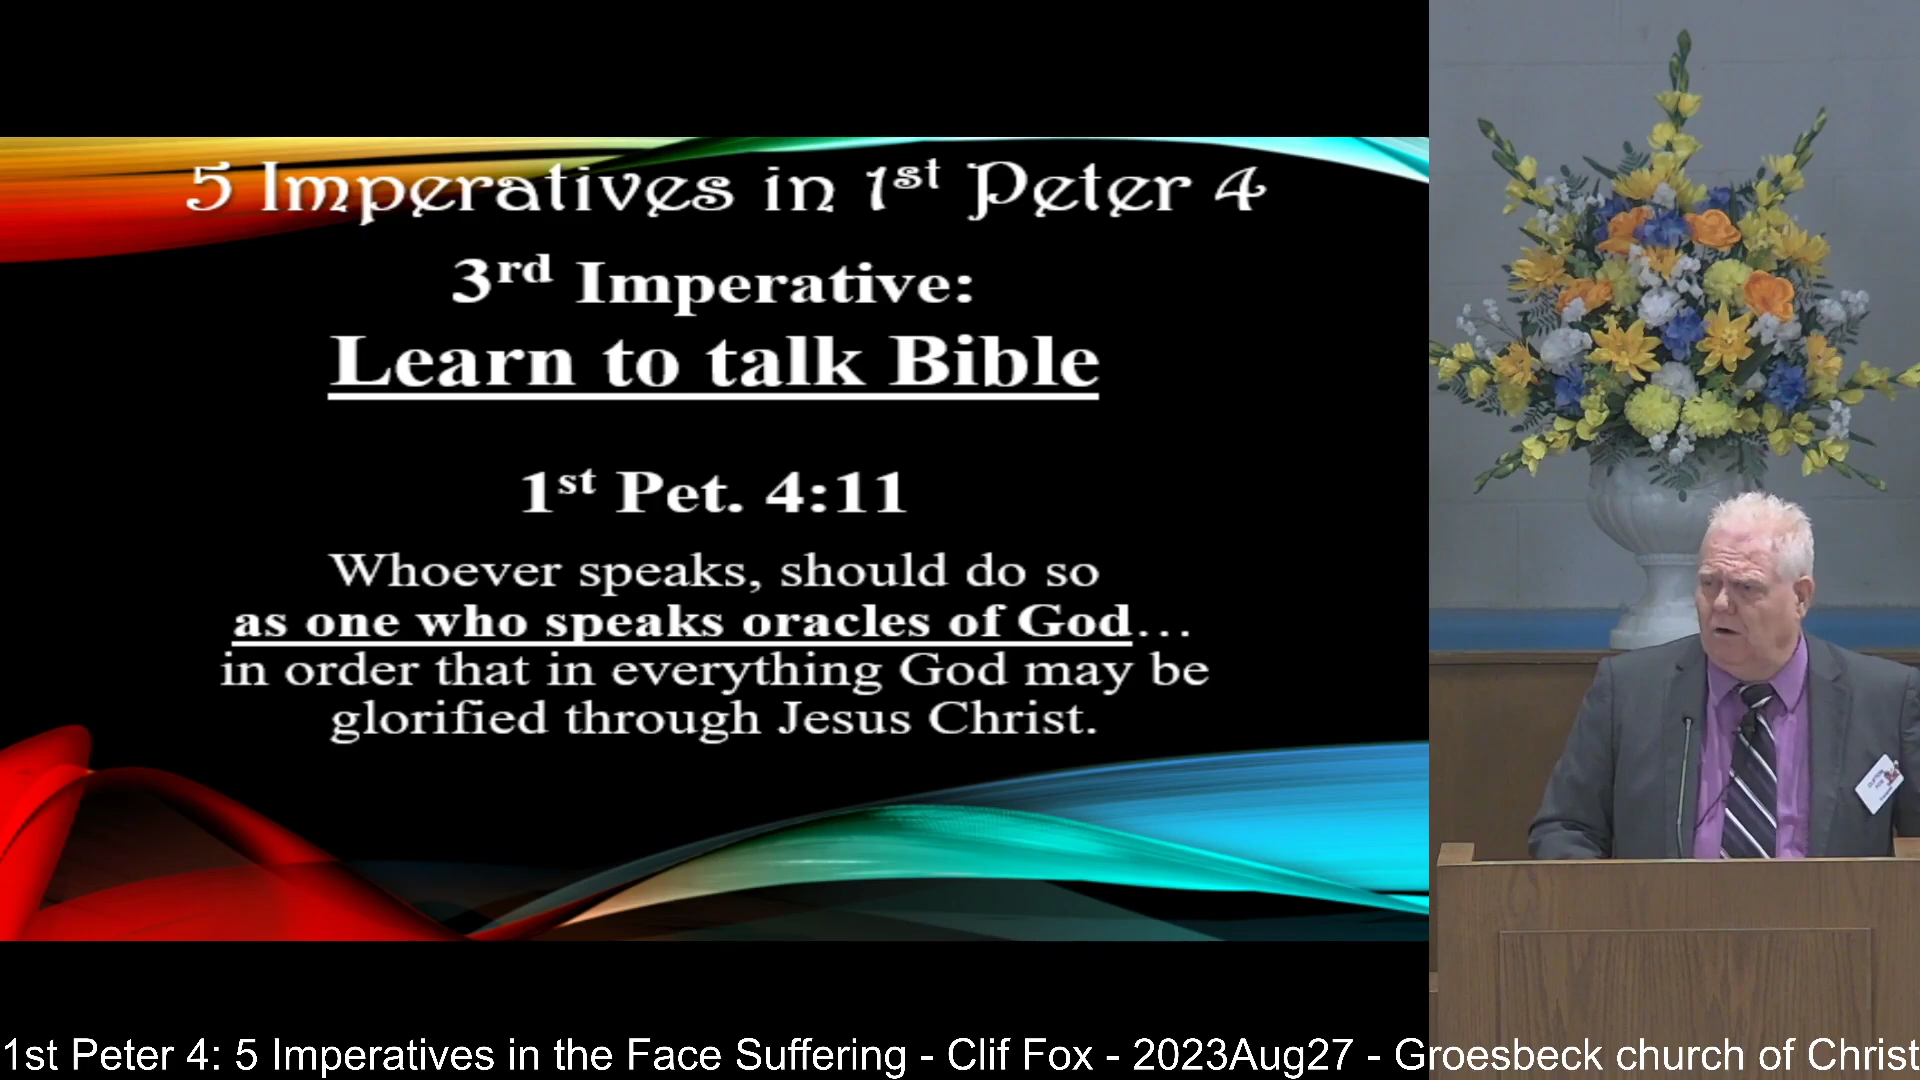 5 Imperatives in 1st Peter 4
3rd Imperative:
Learn to talk Bible
1st Pet. 4:11
Whoever speaks, should do so
as one who speaks oracles of God...
in order that in everything God may be
glorified through Jesus Christ.
1st Peter 4: 5 Imperatives in the Face Suffering - Clif Fox - 2023Aug27 - Groesbeck church of Christ